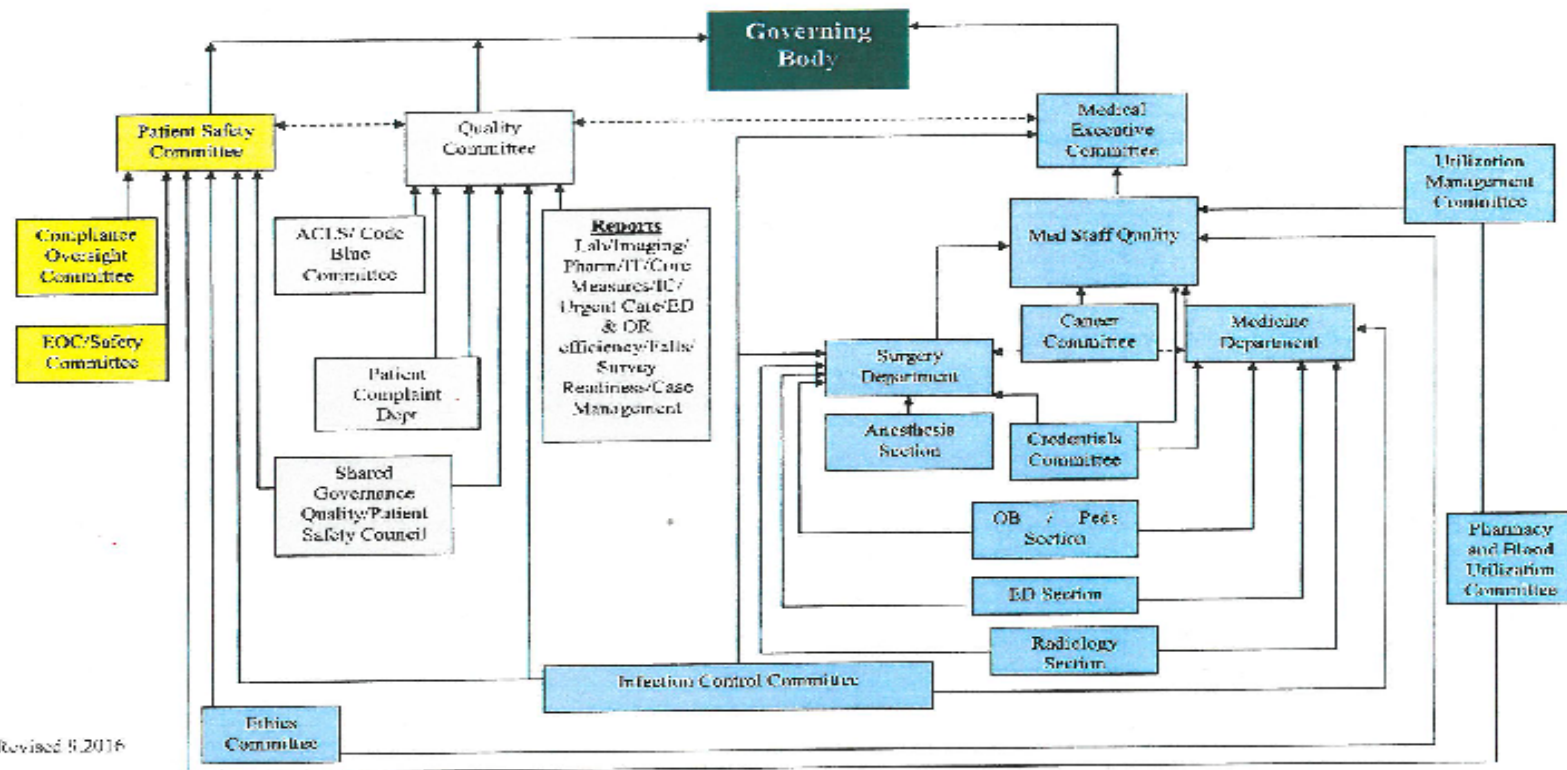 Governing
Body
Patient Safety
Committee
Quality
Committee
Medical
Executive
Committee
Utilization
Management
Committee
Compliance
Oversight
Committee
ACLS/ Code
Blue
Committee
Reports
Lab/Imaging/
Pharm/IT/Core
Measures/IC/
Urgent Care/ED
& OR
efficiency/Falls/
Survey
Readiness/Case
Management
Med Staff Quality
EOC/Safety
Committee
Patient
Complaint
Dept
Surgery
Department
Cancer
Committee
Medicine
Department
Anesthesis
Section
Credentials
Committee
Shared
Governance
Quality/Patient
Safety Council
OB / Peds
Section
Pharmacy
and Blood
Utilization
Committee
ED Section
Radiology
Section
Infection Control Committee
Ethics
Committee
Revised 8.2016